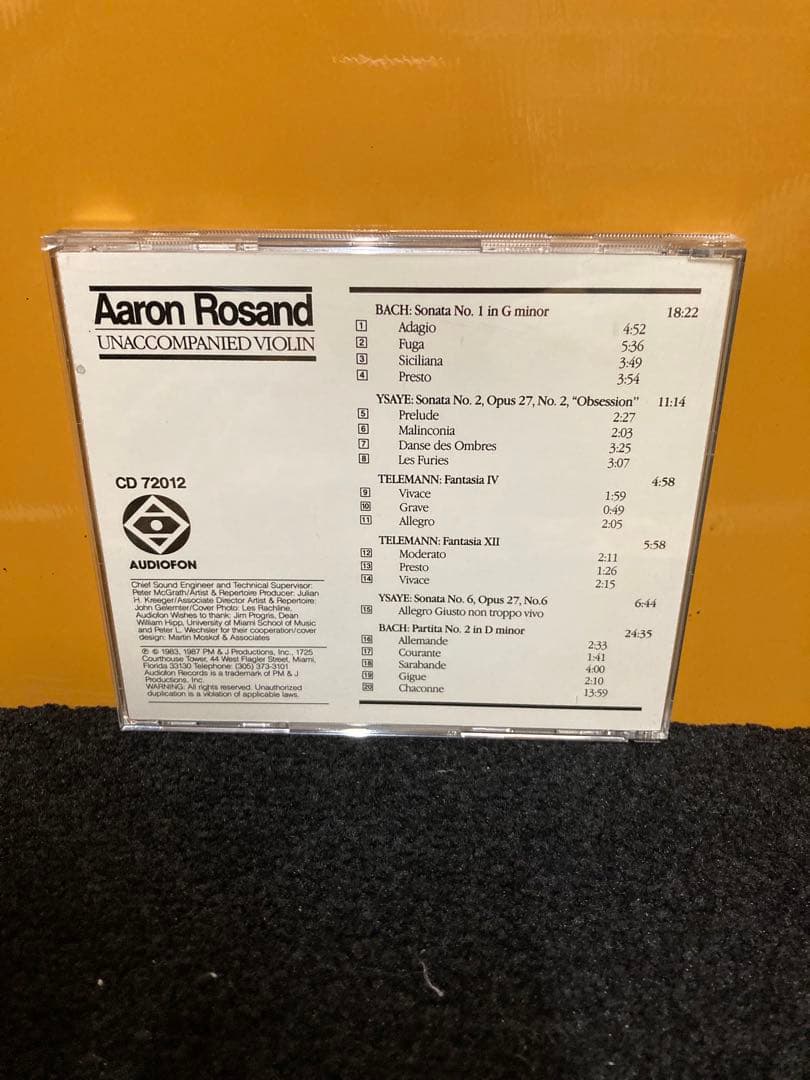 Aaron Rosand
UNACCOMPANIED VIOLIN
CD 72012
AUDIOFON
Chief Sound Engineer and Technical Supervisor:
Peter McGrath/Artist & Repertoire Producer: Julian
H. Kreeger/Associate Director Artist & Repertoire:
John Gelernter/Cover Photo: Les Rachline,
Audiofon Wishes to thank: Jim Progris, Dean
William Hipp, University of Miami School of Music
and Peter L. Wechsler for their cooperation/cover
design: Martin Moskof & Associates
℗ © 1983, 1987 PM & J Productions, Inc., 1725
Courthouse Tower, 44 West Flagler Street, Miami,
Florida 33130 Telephone: (305) 373-3101
Audiofon Records is a trademark of PM & J
Productions, Inc.
WARNING: All rights reserved. Unauthorized
duplication is a violation of applicable laws.
BACH: Sonata No. 1 in G minor 18:22
1 Adagio 4:52
2 Fuga 5:36
3 Siciliana 3:49
4 Presto 3:54
YSAYE: Sonata No. 2, Opus 27, No. 2, "Obsession" 11:14
5 Prelude 2:27
6 Malinconia 2:03
7 Danse des Ombres 3:25
8 Les Furies 3:07
TELEMANN: Fantasia IV 4:58
9 Vivace 1:59
10 Grave 0:49
11 Allegro 2:05
TELEMANN: Fantasia XII 5:58
12 Moderato 2:11
13 Presto 1:26
14 Vivace 2:15
YSAYE: Sonata No. 6, Opus 27, No.6 6:44
15 Allegro Giusto non troppo vivo
BACH: Partita No. 2 in D minor 24:35
16 Allemande 2:33
17 Courante 1:41
18 Sarabande 4:00
19 Gigue 2:10
20 Chaconne 13:59